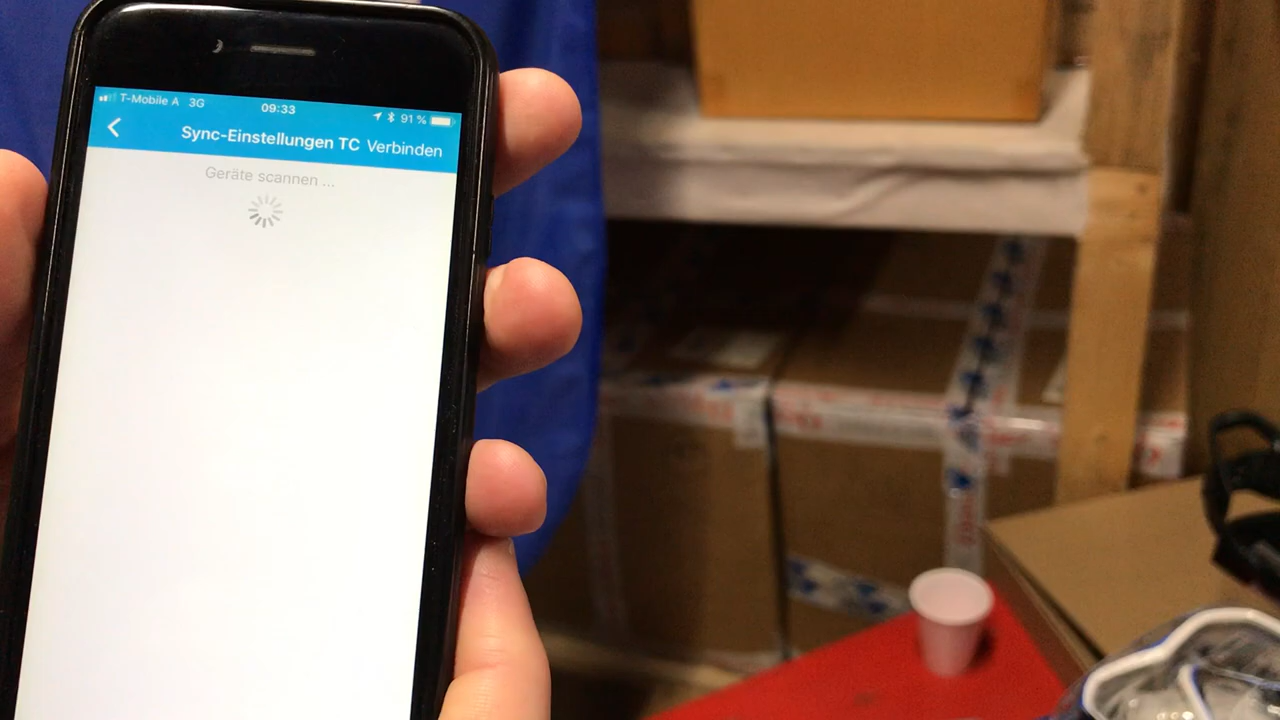 T-Mobile A 3G 09:33 91 %
Sync-Einstellungen TC Verbinden
Geräte scannen ...